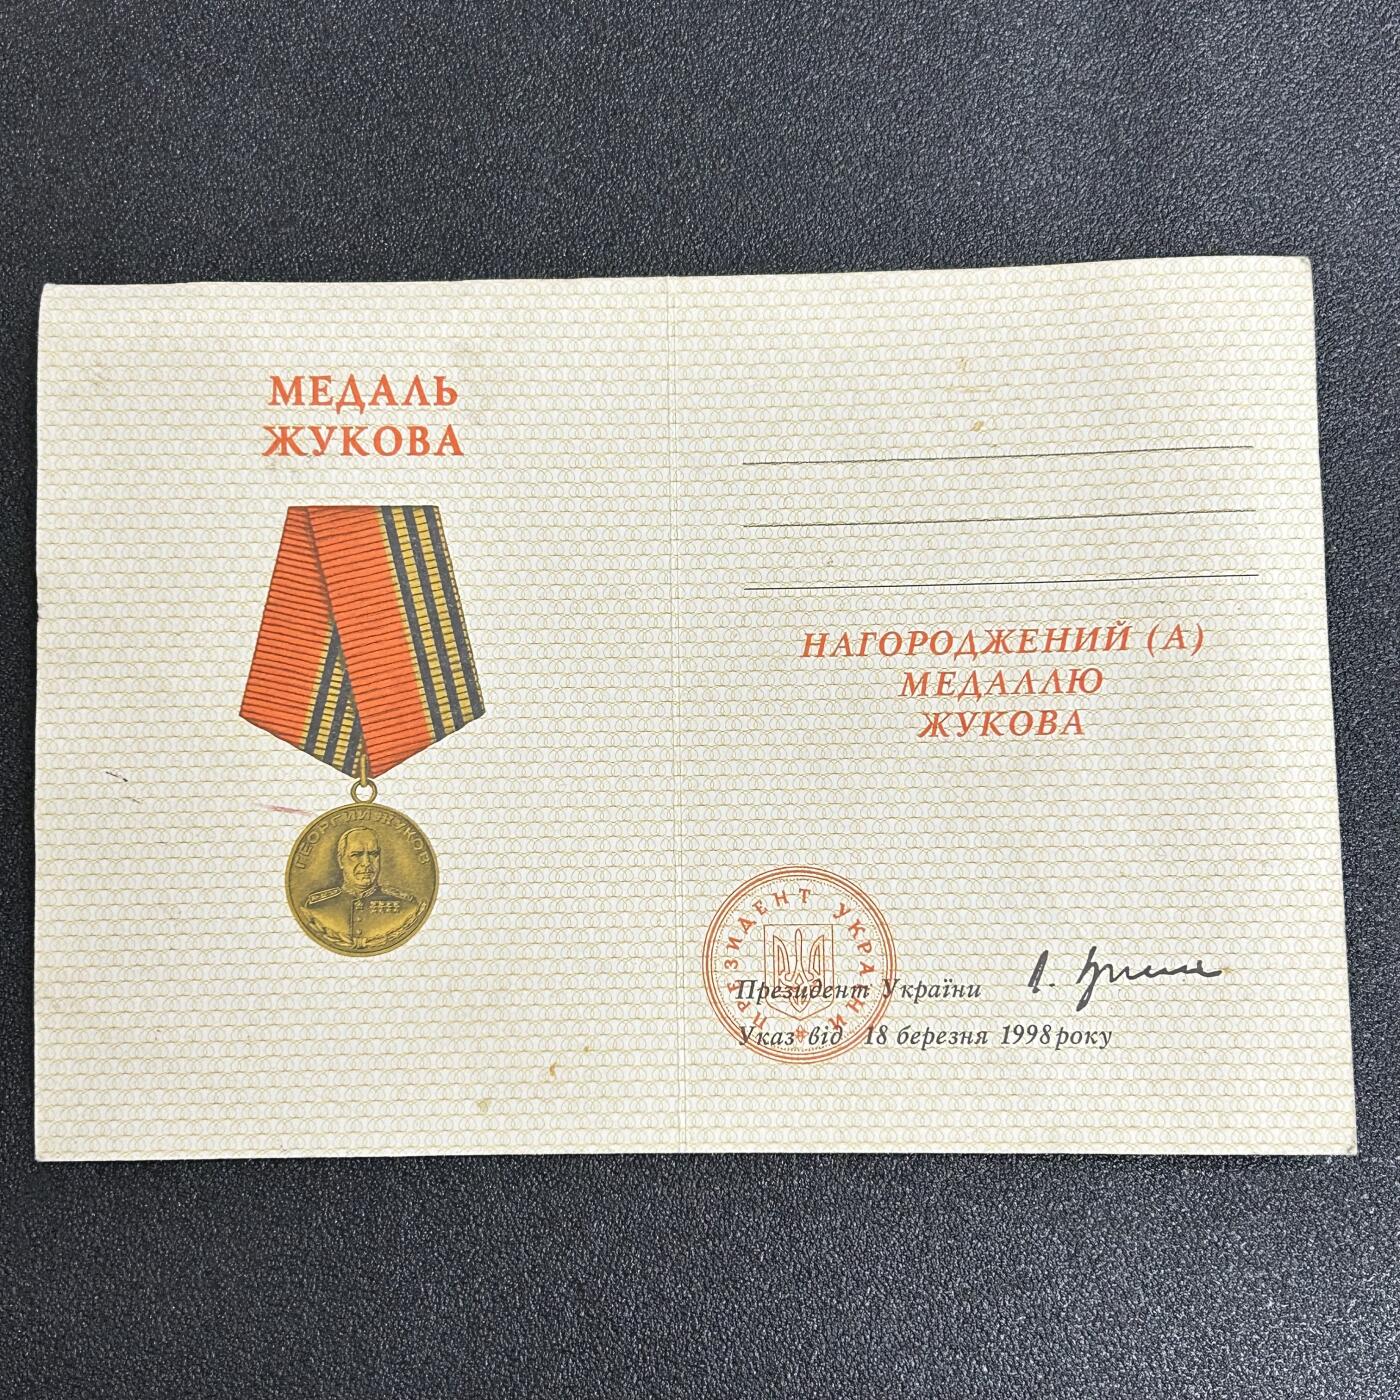 МЕДАЛЬ
ЖУКОВА
ГЕОРГИЙ ЖУКОВ
НАГОРОДЖЕНИЙ (А)
МЕДАЛЛЮ
ЖУКОВА
ПРЕЗИДЕНТ УКРАЇНИ
Президент України
Указ від 18 березня 1998 року